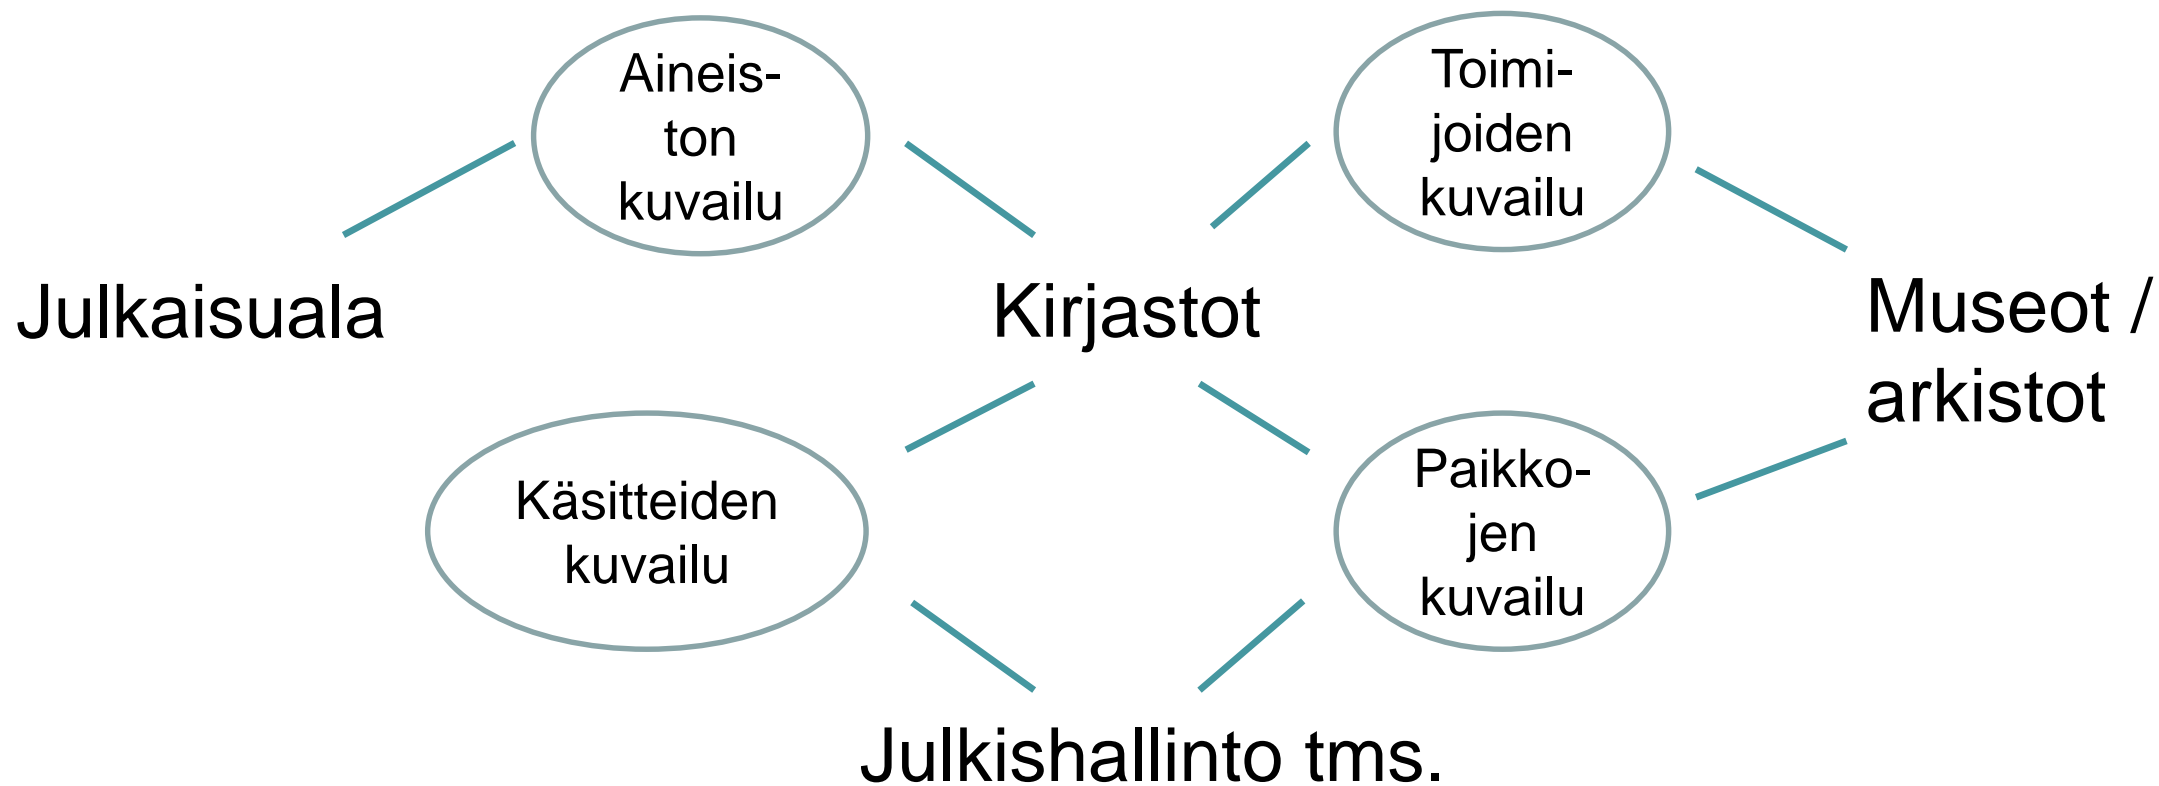 Aineis-
ton
kuvailu
Toimi-
joiden
kuvailu
Julkaisuala
Kirjastot
Museot /
arkistot
Käsitteiden
kuvailu
Paikko-
jen
kuvailu
Julkishallinto tms.